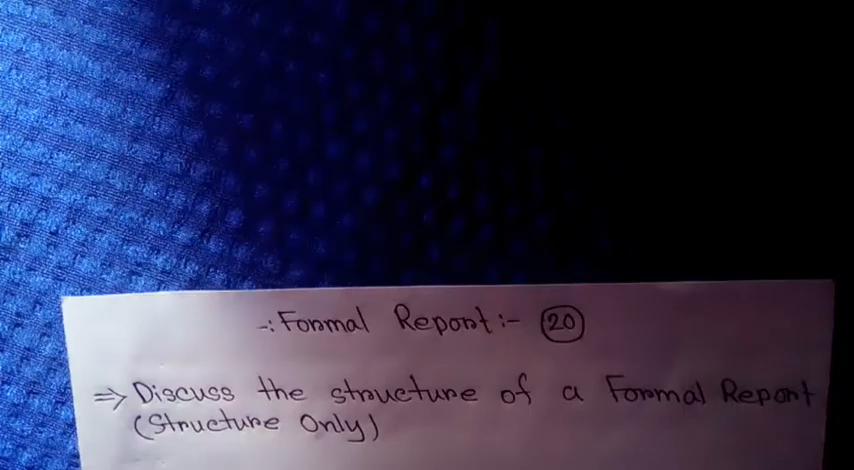 -: Formal Report :- 20
⇒ Discuss the structure of a Formal Report
(Structure Only)